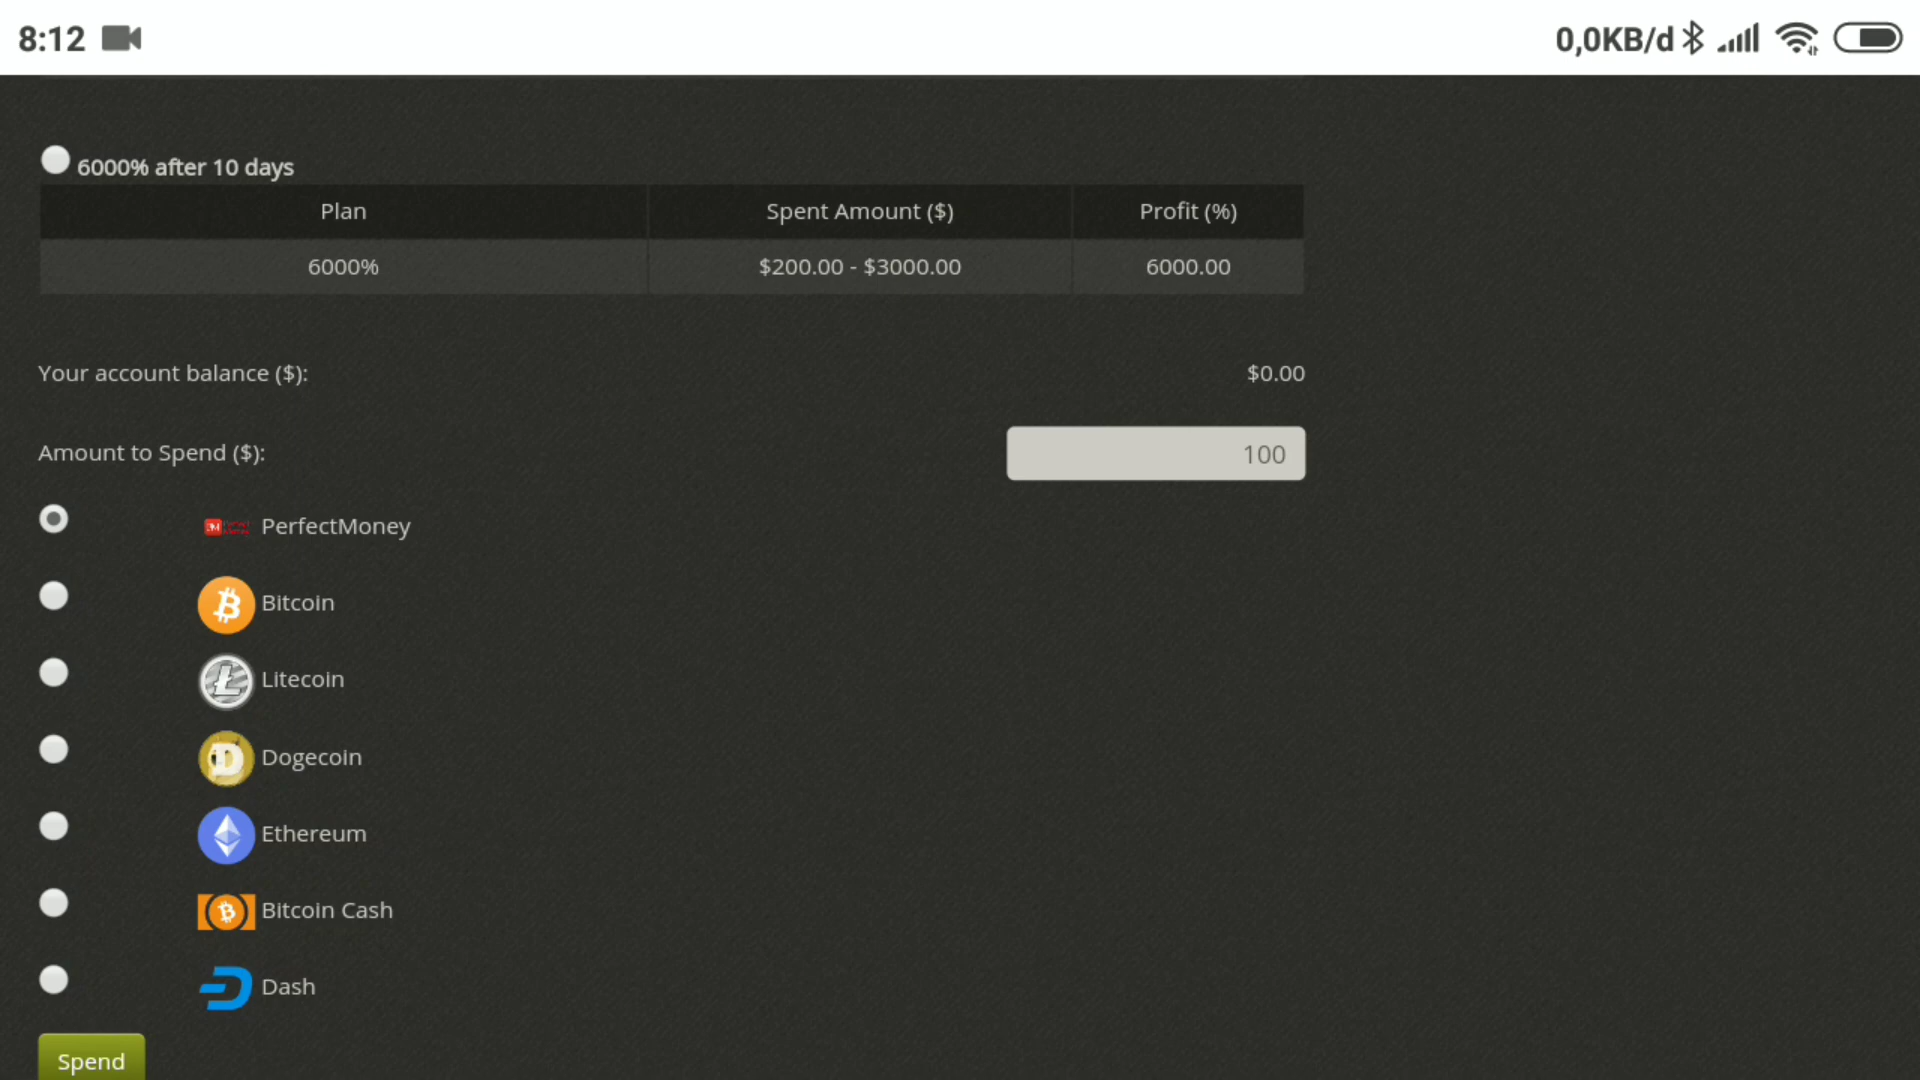 8:12
0,0KB/d
6000% after 10 days
Plan Spent Amount ($) Profit (%)
6000% $200.00 - $3000.00 6000.00
Your account balance ($): $0.00
Amount to Spend ($): 100
PerfectMoney
Bitcoin
Litecoin
Dogecoin
Ethereum
Bitcoin Cash
Dash
Spend